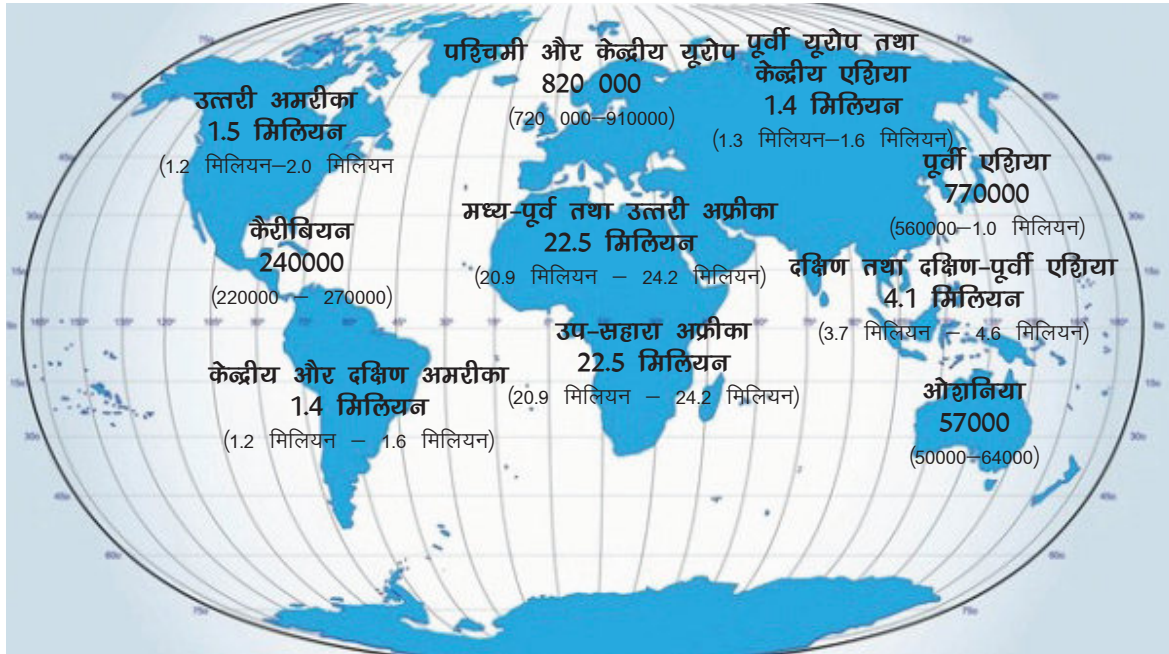 पश्चिमी और केन्द्रीय यूरोप
820 000
(720 000–910000)
पूर्वी यूरोप तथा
केन्द्रीय एशिया
1.4 मिलियन
(1.3 मिलियन–1.6 मिलियन)
उत्तरी अमरीका
1.5 मिलियन
(1.2 मिलियन–2.0 मिलियन
पूर्वी एशिया
770000
(560000–1.0 मिलियन)
मध्य-पूर्व तथा उत्तरी अफ्रीका
22.5 मिलियन
(20.9 मिलियन – 24.2 मिलियन)
कैरीबियन
240000
(220000 – 270000)
दक्षिण तथा दक्षिण-पूर्वी एशिया
4.1 मिलियन
(3.7 मिलियन – 4.6 मिलियन)
उप-सहारा अफ्रीका
22.5 मिलियन
(20.9 मिलियन – 24.2 मिलियन)
केन्द्रीय और दक्षिण अमरीका
1.4 मिलियन
(1.2 मिलियन – 1.6 मिलियन)
ओशनिया
57000
(50000–64000)